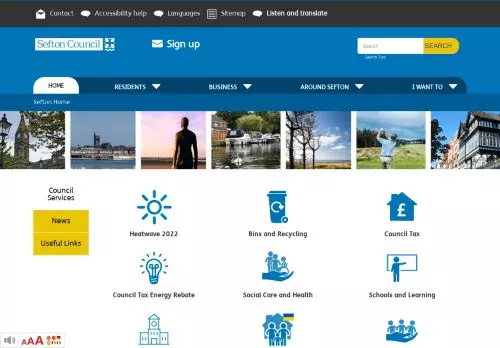 Contact Accessibility help Languages Sitemap Listen and translate
Sefton Council Sign up Search SEARCH
Search Tips
HOME RESIDENTS BUSINESS AROUND SEFTON I WANT TO
Sefton Home
Council
Services
News
Useful Links
Heatwave 2022 Bins and Recycling Council Tax
Council Tax Energy Rebate Social Care and Health Schools and Learning
AAA